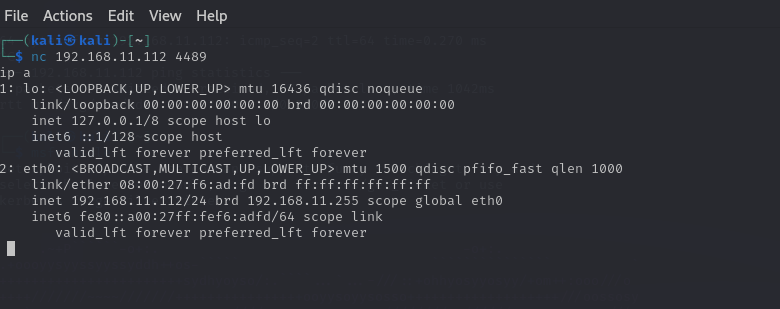 File Actions Edit View Help
┌──(kali㉿kali)-[~]
└─$ nc 192.168.11.112 4489
ip a
1: lo: <LOOPBACK,UP,LOWER_UP> mtu 16436 qdisc noqueue
link/loopback 00:00:00:00:00:00 brd 00:00:00:00:00:00
inet 127.0.0.1/8 scope host lo
inet6 ::1/128 scope host
valid_lft forever preferred_lft forever
2: eth0: <BROADCAST,MULTICAST,UP,LOWER_UP> mtu 1500 qdisc pfifo_fast qlen 1000
link/ether 08:00:27:f6:ad:fd brd ff:ff:ff:ff:ff:ff
inet 192.168.11.112/24 brd 192.168.11.255 scope global eth0
inet6 fe80::a00:27ff:fef6:adfd/64 scope link
valid_lft forever preferred_lft forever